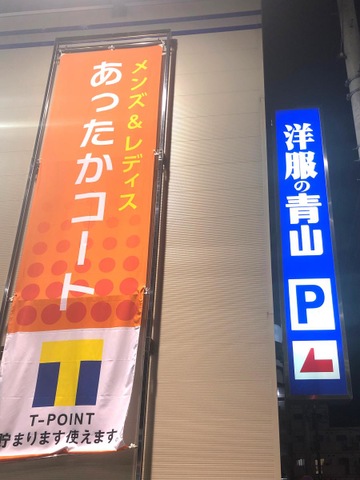 メンズ&レディス
あったかコート
T
T-POINT
貯まります使えます
洋服の青山
P